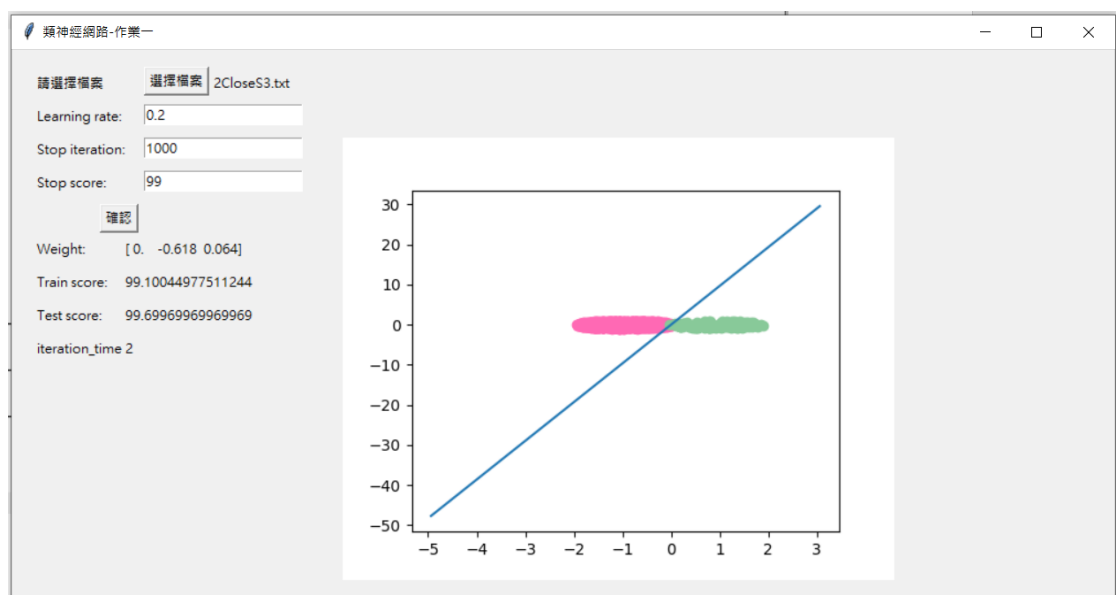 類神經網路-作業一
請選擇檔案 選擇檔案 2CloseS3.txt
Learning rate: 0.2
Stop iteration: 1000
Stop score: 99
確認
Weight: [ 0. -0.618 0.064]
Train score: 99.10044977511244
Test score: 99.69969969969969
iteration_time 2
30
20
10
0
−10
−20
−30
−40
−50
−5 −4 −3 −2 −1 0 1 2 3